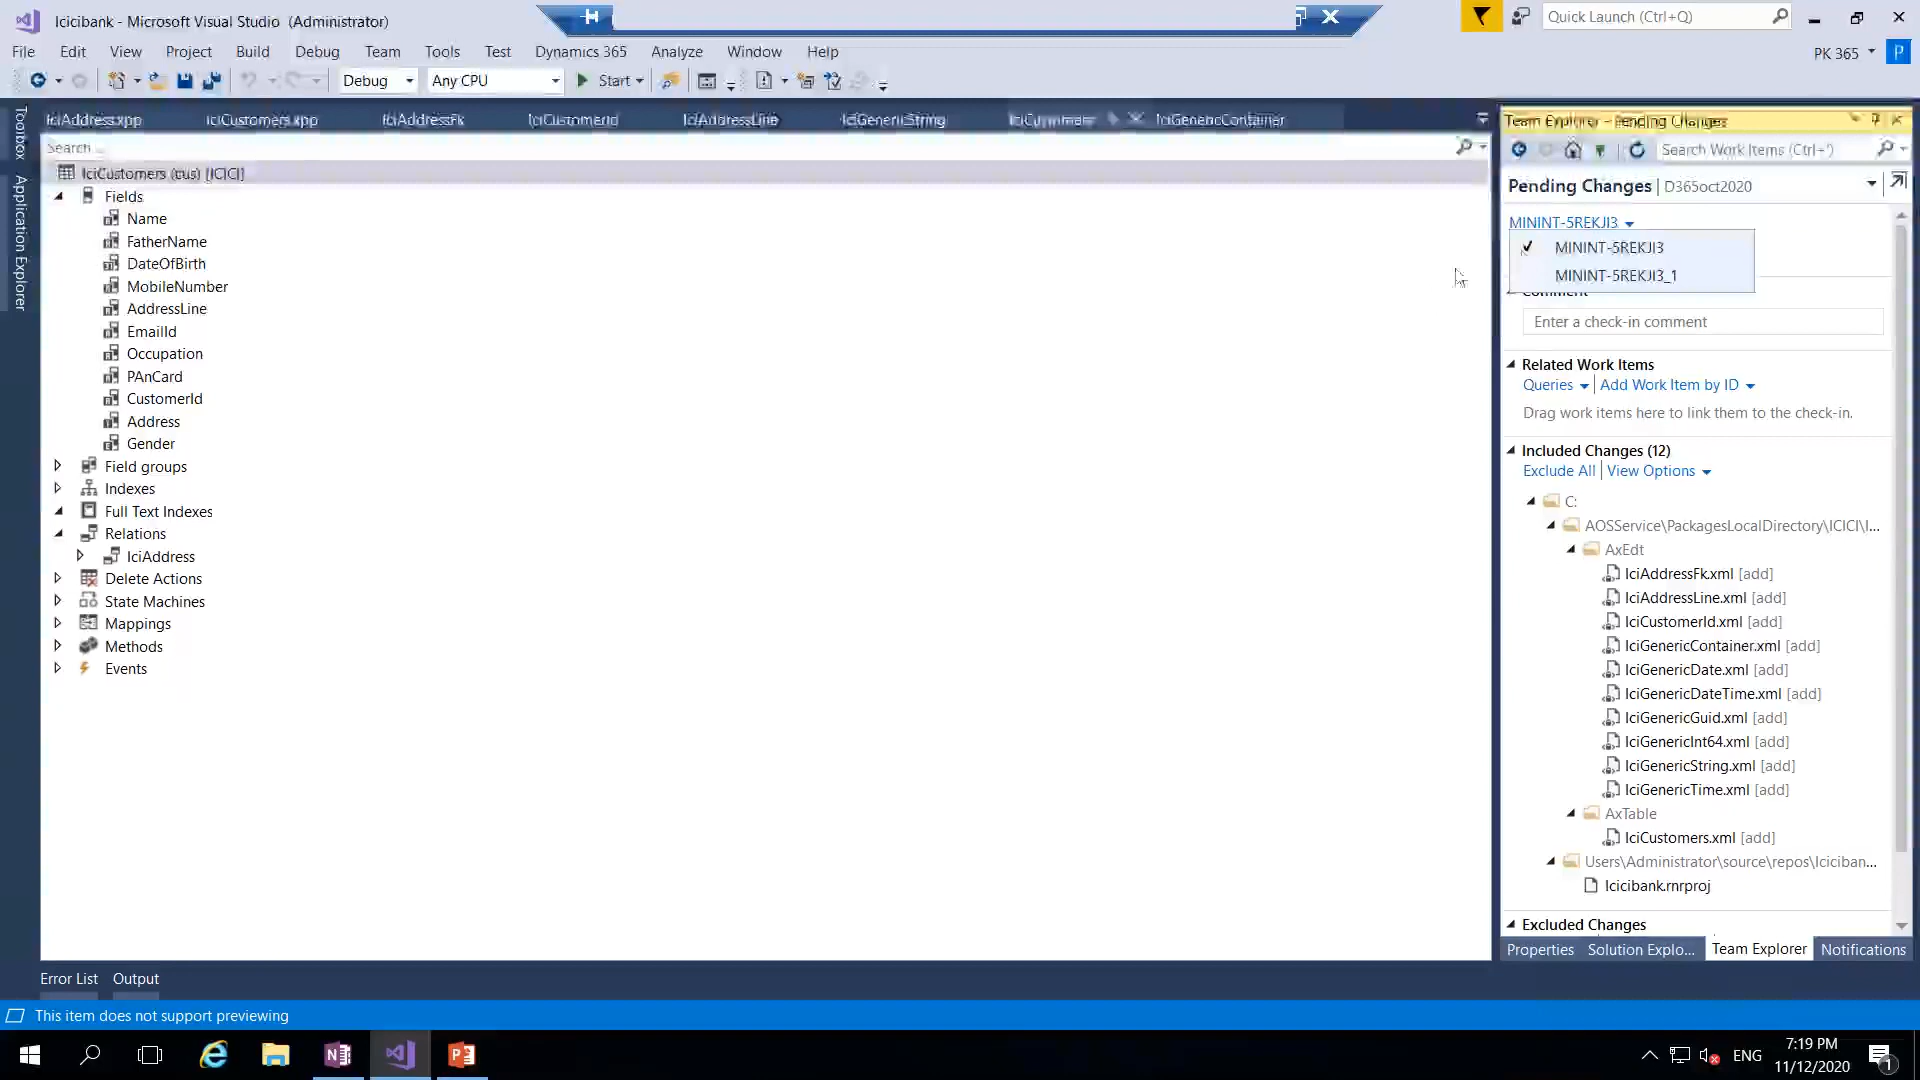 Icicibank - Microsoft Visual Studio (Administrator)
Quick Launch (Ctrl+Q)
File Edit View Project Build Debug Team Tools Test Dynamics 365 Analyze Window Help
PK 365
P
Debug Any CPU Start
IciAddress.xpp IciCustomers.xpp IciAddressFk IciCustomerId IciAddressLine IciGenericString IciGenericContainer
Search ...
IciCustomers (cus) [ICICI]
Fields
Name
FatherName
DateOfBirth
MobileNumber
AddressLine
EmailId
Occupation
PAnCard
CustomerId
Address
Gender
Field groups
Indexes
Full Text Indexes
Relations
IciAddress
Delete Actions
State Machines
Mappings
Methods
Events
Toolbox
Application Explorer
Team Explorer - Pending Changes
Search Work Items (Ctrl+')
Pending Changes | D365oct2020
MININT-5REKJI3
MININT-5REKJI3
MININT-5REKJI3_1
Comment
Enter a check-in comment
Related Work Items
Queries | Add Work Item by ID
Drag work items here to link them to the check-in.
Included Changes (12)
Exclude All | View Options
C:
AOSService\PackagesLocalDirectory\ICICI\I...
AxEdt
IciAddressFk.xml [add]
IciAddressLine.xml [add]
IciCustomerId.xml [add]
IciGenericContainer.xml [add]
IciGenericDate.xml [add]
IciGenericDateTime.xml [add]
IciGenericGuid.xml [add]
IciGenericInt64.xml [add]
IciGenericString.xml [add]
IciGenericTime.xml [add]
AxTable
IciCustomers.xml [add]
Users\Administrator\source\repos\Iciciban...
Icicibank.rnrproj
Excluded Changes
Properties Solution Explo... Team Explorer Notifications
Error List Output
This item does not support previewing
ENG
7:19 PM
11/12/2020
1